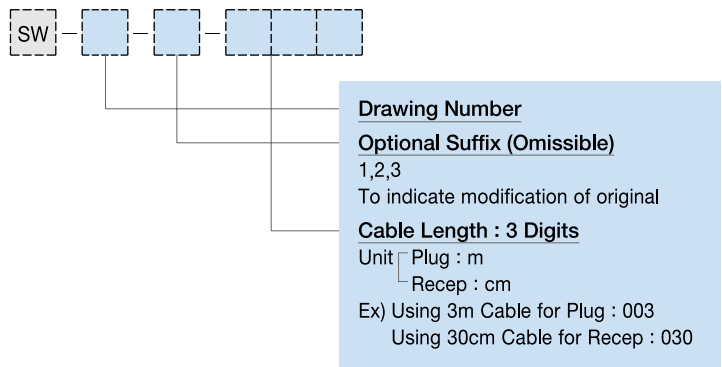 SW
Drawing Number
Optional Suffix (Omissible)
1,2,3
To indicate modification of original
Cable Length : 3 Digits
Unit Plug : m
Recep : cm
Ex) Using 3m Cable for Plug : 003
Using 30cm Cable for Recep : 030